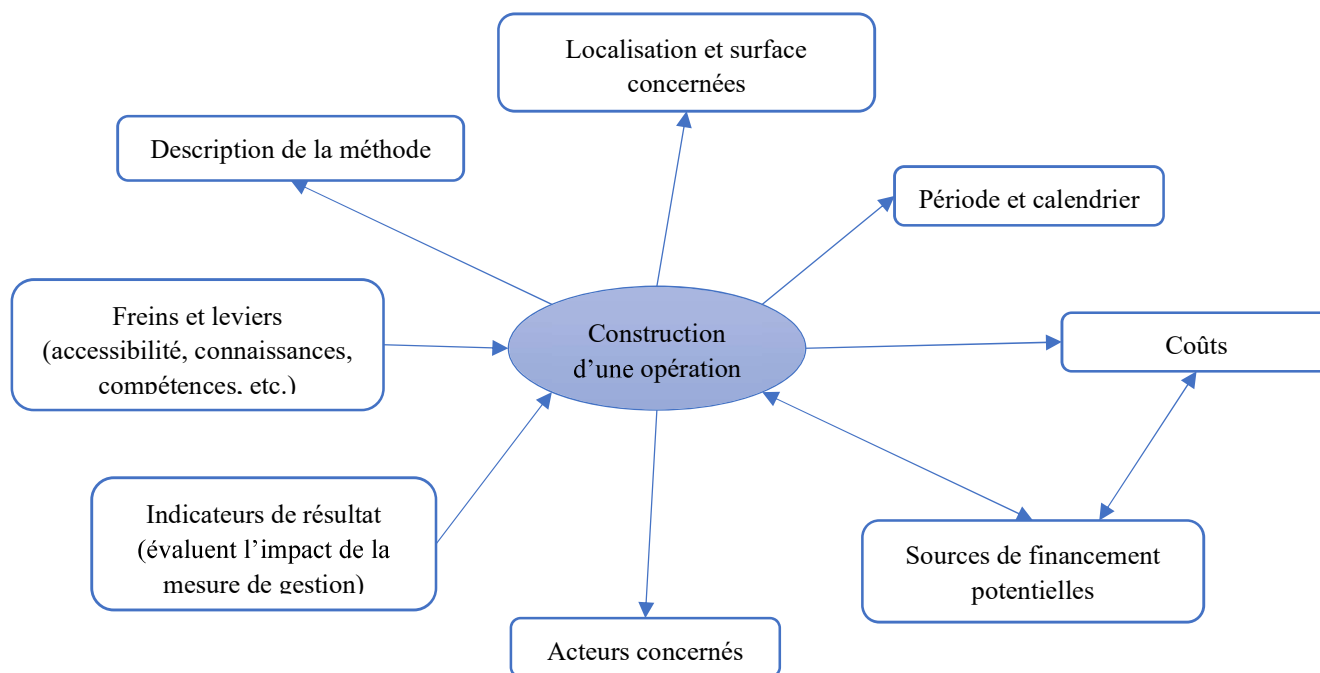 Localisation et surface
concernées
Description de la méthode
Période et calendrier
Freins et leviers
(accessibilité, connaissances,
compétences, etc.)
Construction
d’une opération
Coûts
Indicateurs de résultat
(évaluent l’impact de la
mesure de gestion)
Sources de financement
potentielles
Acteurs concernés